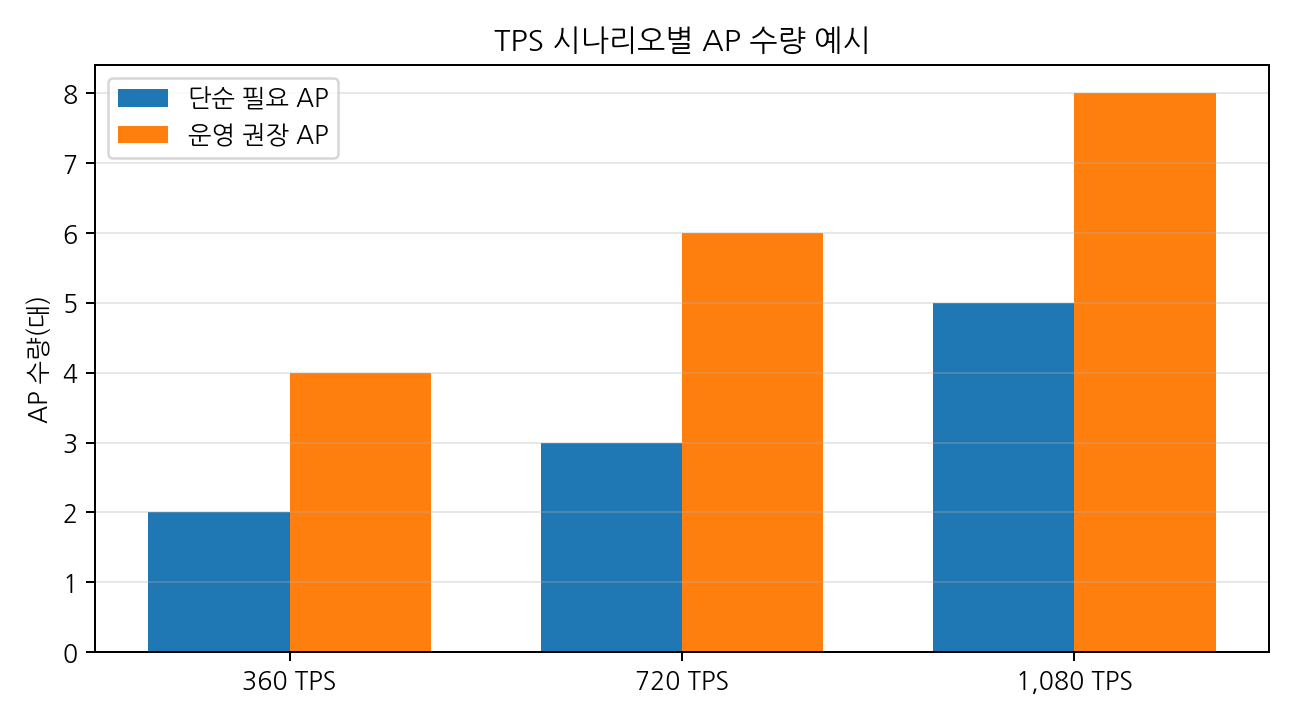 TPS 시나리오별 AP 수량 예시
단순 필요 AP
운영 권장 AP
AP 수량(대)
8
7
6
5
4
3
2
1
0
360 TPS
720 TPS
1,080 TPS